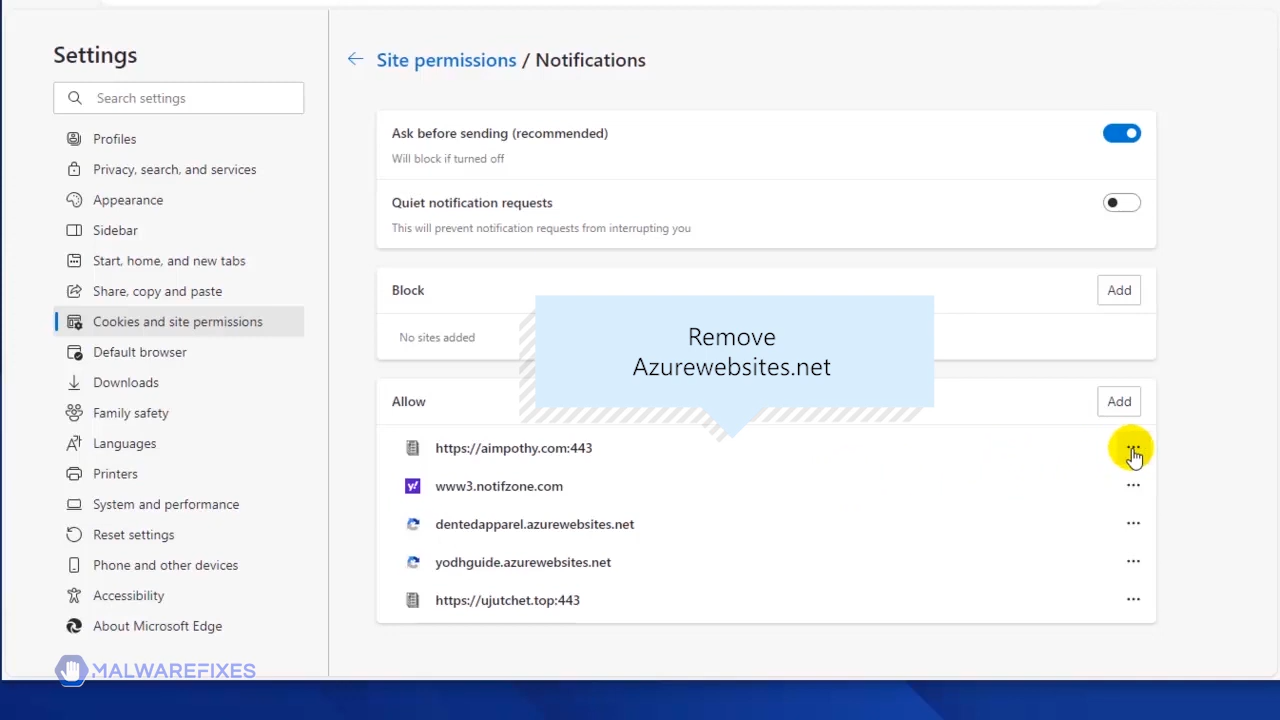 Settings
Search settings
Profiles
Privacy, search, and services
Appearance
Sidebar
Start, home, and new tabs
Share, copy and paste
Cookies and site permissions
Default browser
Downloads
Family safety
Languages
Printers
System and performance
Reset settings
Phone and other devices
Accessibility
About Microsoft Edge
MALWAREFIXES
Site permissions / Notifications
Ask before sending (recommended)
Will block if turned off
Quiet notification requests
This will prevent notification requests from interrupting you
Block
Add
No sites added
Remove
Azurewebsites.net
Allow
Add
https://aimpothy.com:443
www3.notifzone.com
dentedapparel.azurewebsites.net
yodhguide.azurewebsites.net
https://ujutchet.top:443